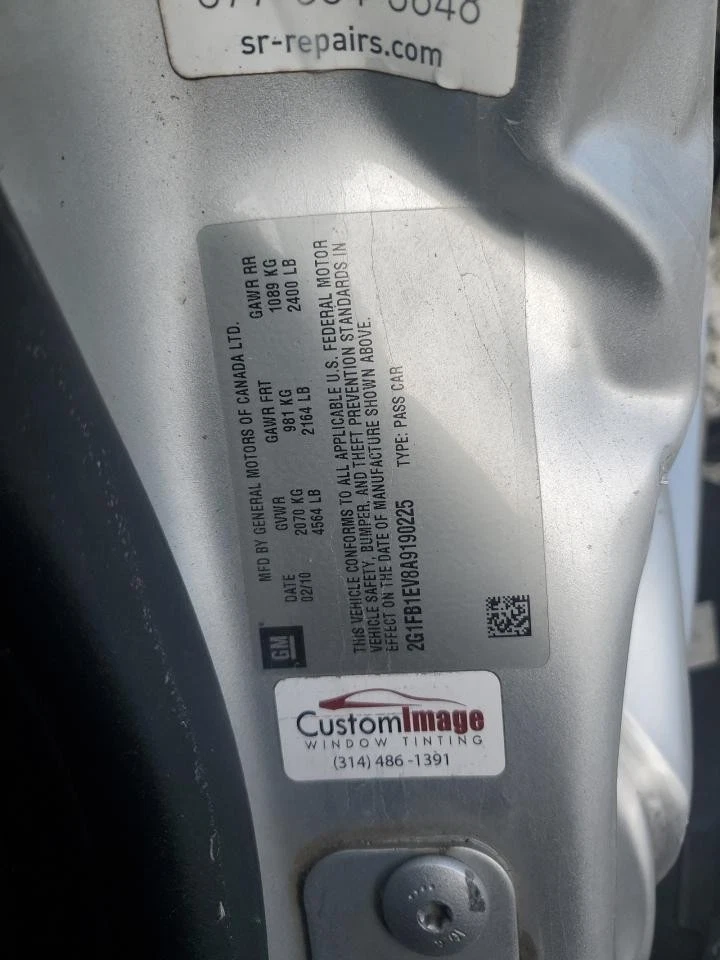 sr-repairs.com
MFD BY GENERAL MOTORS OF CANADA LTD.
DATE GVWR GAWR FRT GAWR RR
02/10 2070 KG 981 KG 1089 KG
4564 LB 2164 LB 2400 LB
THIS VEHICLE CONFORMS TO ALL APPLICABLE U.S. FEDERAL MOTOR
VEHICLE SAFETY, BUMPER, AND THEFT PREVENTION STANDARDS IN
EFFECT ON THE DATE OF MANUFACTURE SHOWN ABOVE.
2G1FB1EV8A9190225 TYPE: PASS CAR
GM
CustomImage
WINDOW TINTING
(314) 486-1391